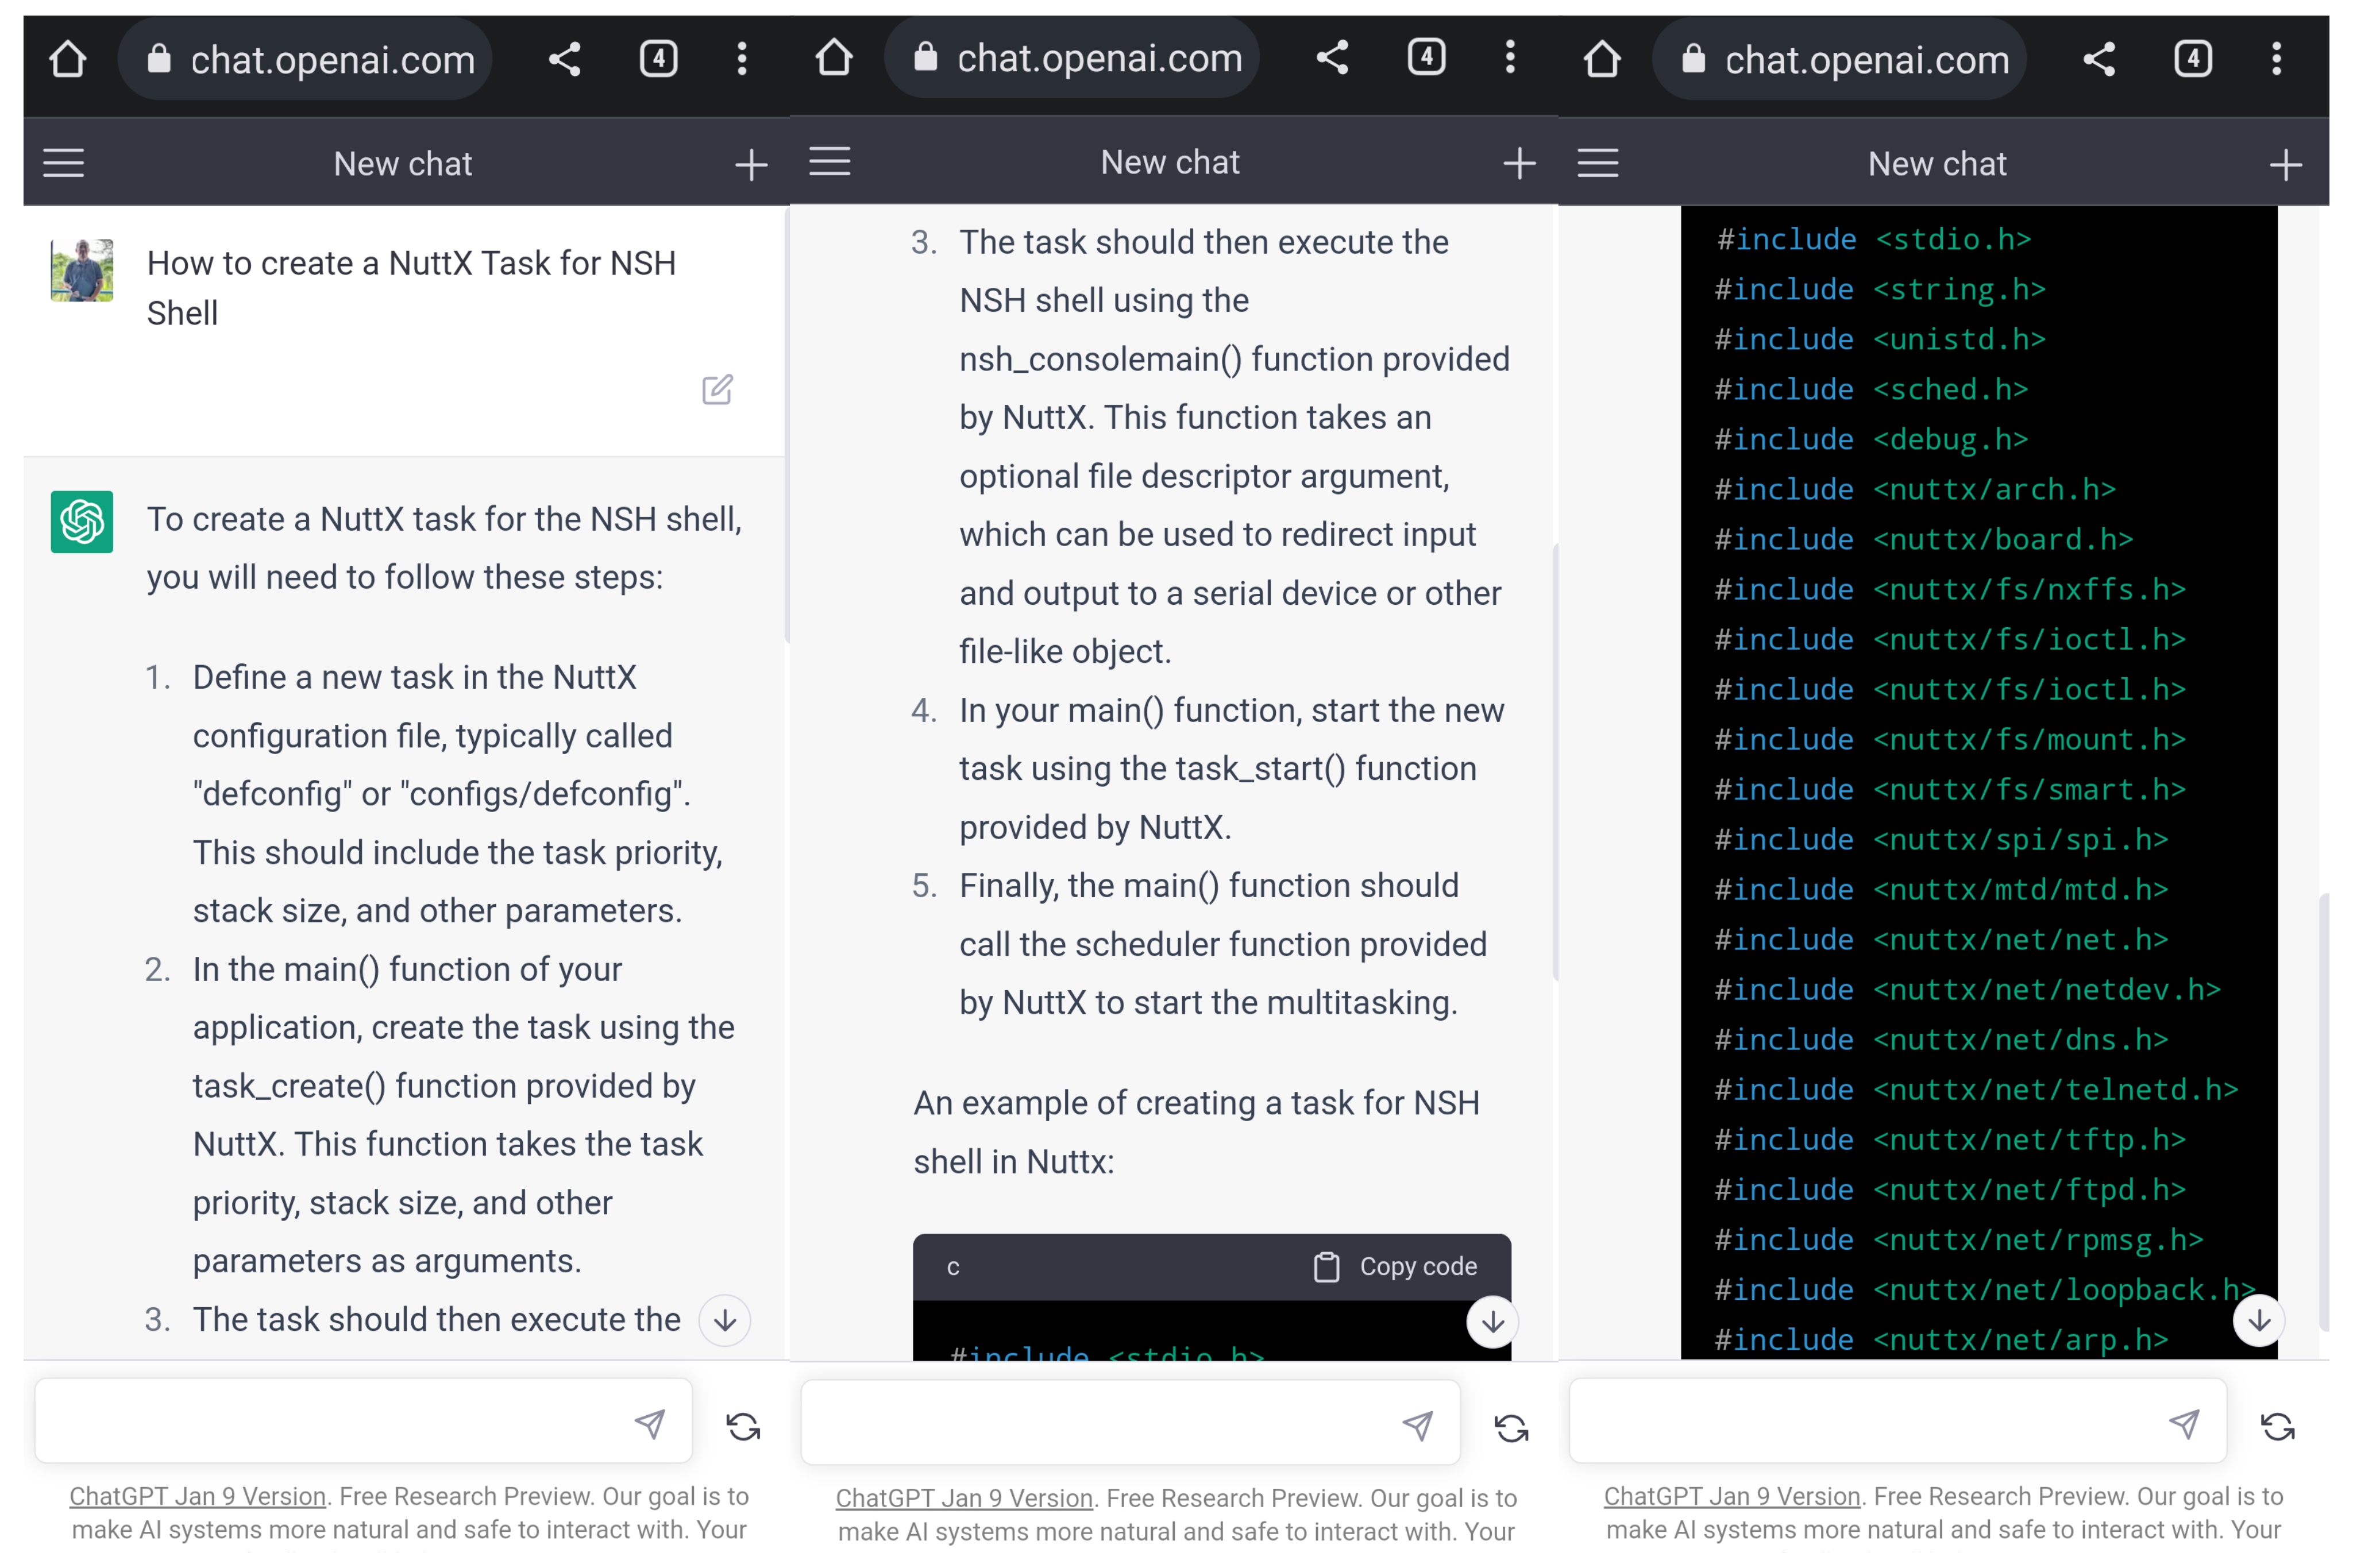 chat.openai.com
4
New chat
How to create a NuttX Task for NSH
Shell
To create a NuttX task for the NSH shell,
you will need to follow these steps:
1. Define a new task in the NuttX
configuration file, typically called
"defconfig" or "configs/defconfig".
This should include the task priority,
stack size, and other parameters.
2. In the main() function of your
application, create the task using the
task_create() function provided by
NuttX. This function takes the task
priority, stack size, and other
parameters as arguments.
3. The task should then execute the
ChatGPT Jan 9 Version. Free Research Preview. Our goal is to
make AI systems more natural and safe to interact with. Your
chat.openai.com
4
New chat
3. The task should then execute the
NSH shell using the
nsh_consolemain() function provided
by NuttX. This function takes an
optional file descriptor argument,
which can be used to redirect input
and output to a serial device or other
file-like object.
4. In your main() function, start the new
task using the task_start() function
provided by NuttX.
5. Finally, the main() function should
call the scheduler function provided
by NuttX to start the multitasking.
An example of creating a task for NSH
shell in Nuttx:
c
Copy code
#include <stdio.h>
ChatGPT Jan 9 Version. Free Research Preview. Our goal is to
make AI systems more natural and safe to interact with. Your
chat.openai.com
4
New chat
#include <stdio.h>
#include <string.h>
#include <unistd.h>
#include <sched.h>
#include <debug.h>
#include <nuttx/arch.h>
#include <nuttx/board.h>
#include <nuttx/fs/nxffs.h>
#include <nuttx/fs/ioctl.h>
#include <nuttx/fs/ioctl.h>
#include <nuttx/fs/mount.h>
#include <nuttx/fs/smart.h>
#include <nuttx/spi/spi.h>
#include <nuttx/mtd/mtd.h>
#include <nuttx/net/net.h>
#include <nuttx/net/netdev.h>
#include <nuttx/net/dns.h>
#include <nuttx/net/telnetd.h>
#include <nuttx/net/tftp.h>
#include <nuttx/net/ftpd.h>
#include <nuttx/net/rpmsg.h>
#include <nuttx/net/loopback.h>
#include <nuttx/net/arp.h>
ChatGPT Jan 9 Version. Free Research Preview. Our goal is to
make AI systems more natural and safe to interact with. Your